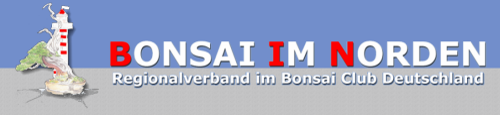 BONSAI IM NORDEN
Regionalverband im Bonsai Club Deutschland